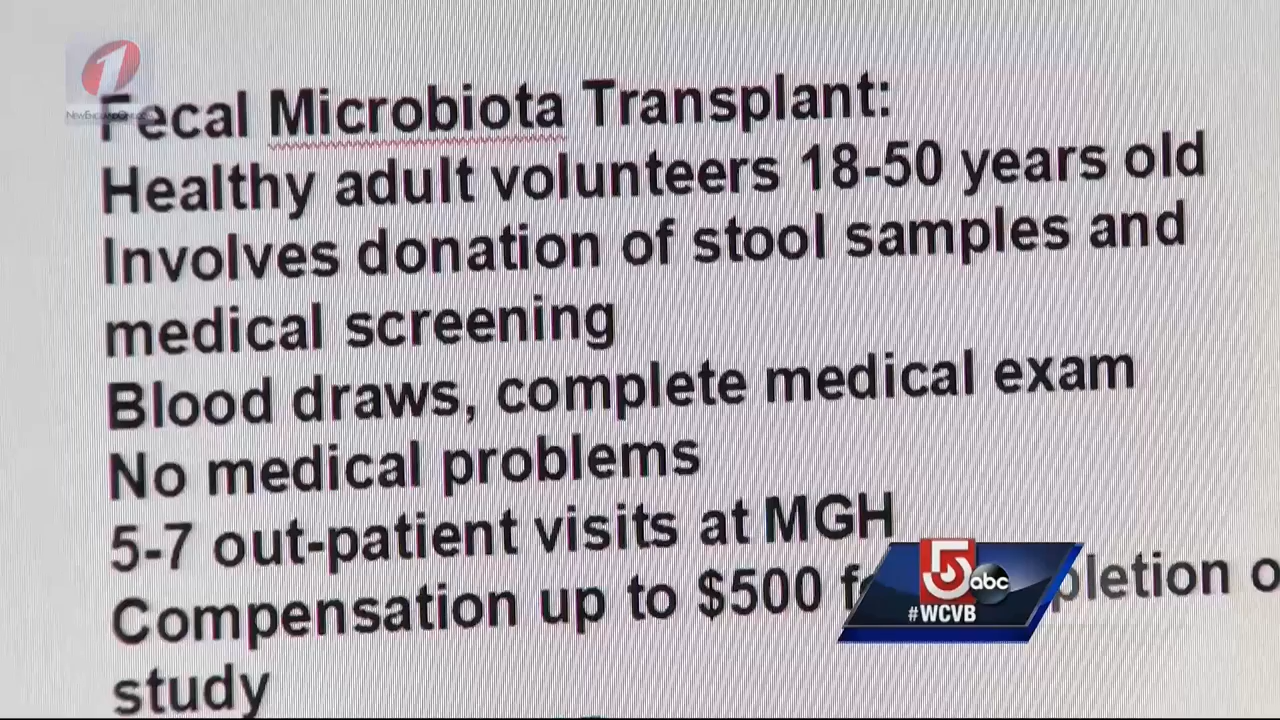 Fecal Microbiota Transplant:
Healthy adult volunteers 18-50 years old
Involves donation of stool samples and
medical screening
Blood draws, complete medical exam
No medical problems
5-7 out-patient visits at MGH
Compensation up to $500
study
1
5 abc
#WCVB